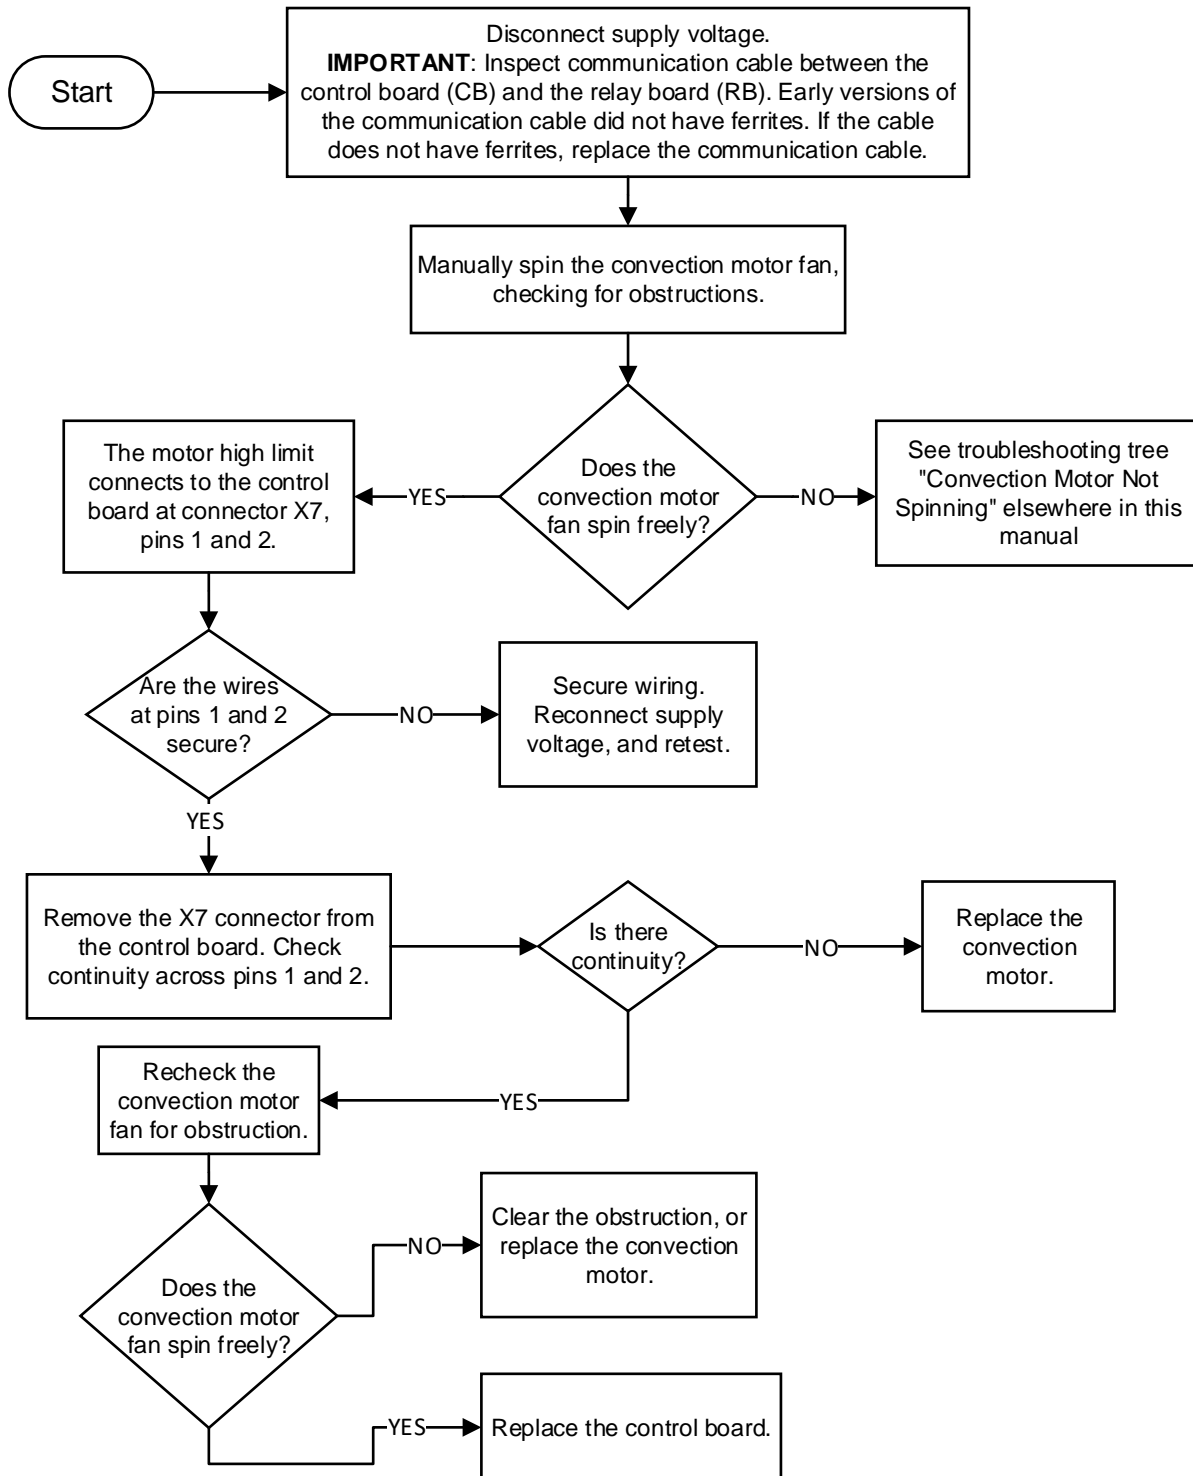 Start
Disconnect supply voltage.
IMPORTANT: Inspect communication cable between the
control board (CB) and the relay board (RB). Early versions of
the communication cable did not have ferrites. If the cable
does not have ferrites, replace the communication cable.
Manually spin the convection motor fan,
checking for obstructions.
Does the
convection motor
fan spin freely?
YES
NO
The motor high limit
connects to the control
board at connector X7,
pins 1 and 2.
See troubleshooting tree
"Convection Motor Not
Spinning" elsewhere in this
manual
Are the wires
at pins 1 and 2
secure?
NO
Secure wiring.
Reconnect supply
voltage, and retest.
YES
Remove the X7 connector from
the control board. Check
continuity across pins 1 and 2.
Is there
continuity?
NO
Replace the
convection
motor.
YES
Recheck the
convection motor
fan for obstruction.
Does the
convection motor
fan spin freely?
NO
Clear the obstruction, or
replace the convection
motor.
YES
Replace the control board.